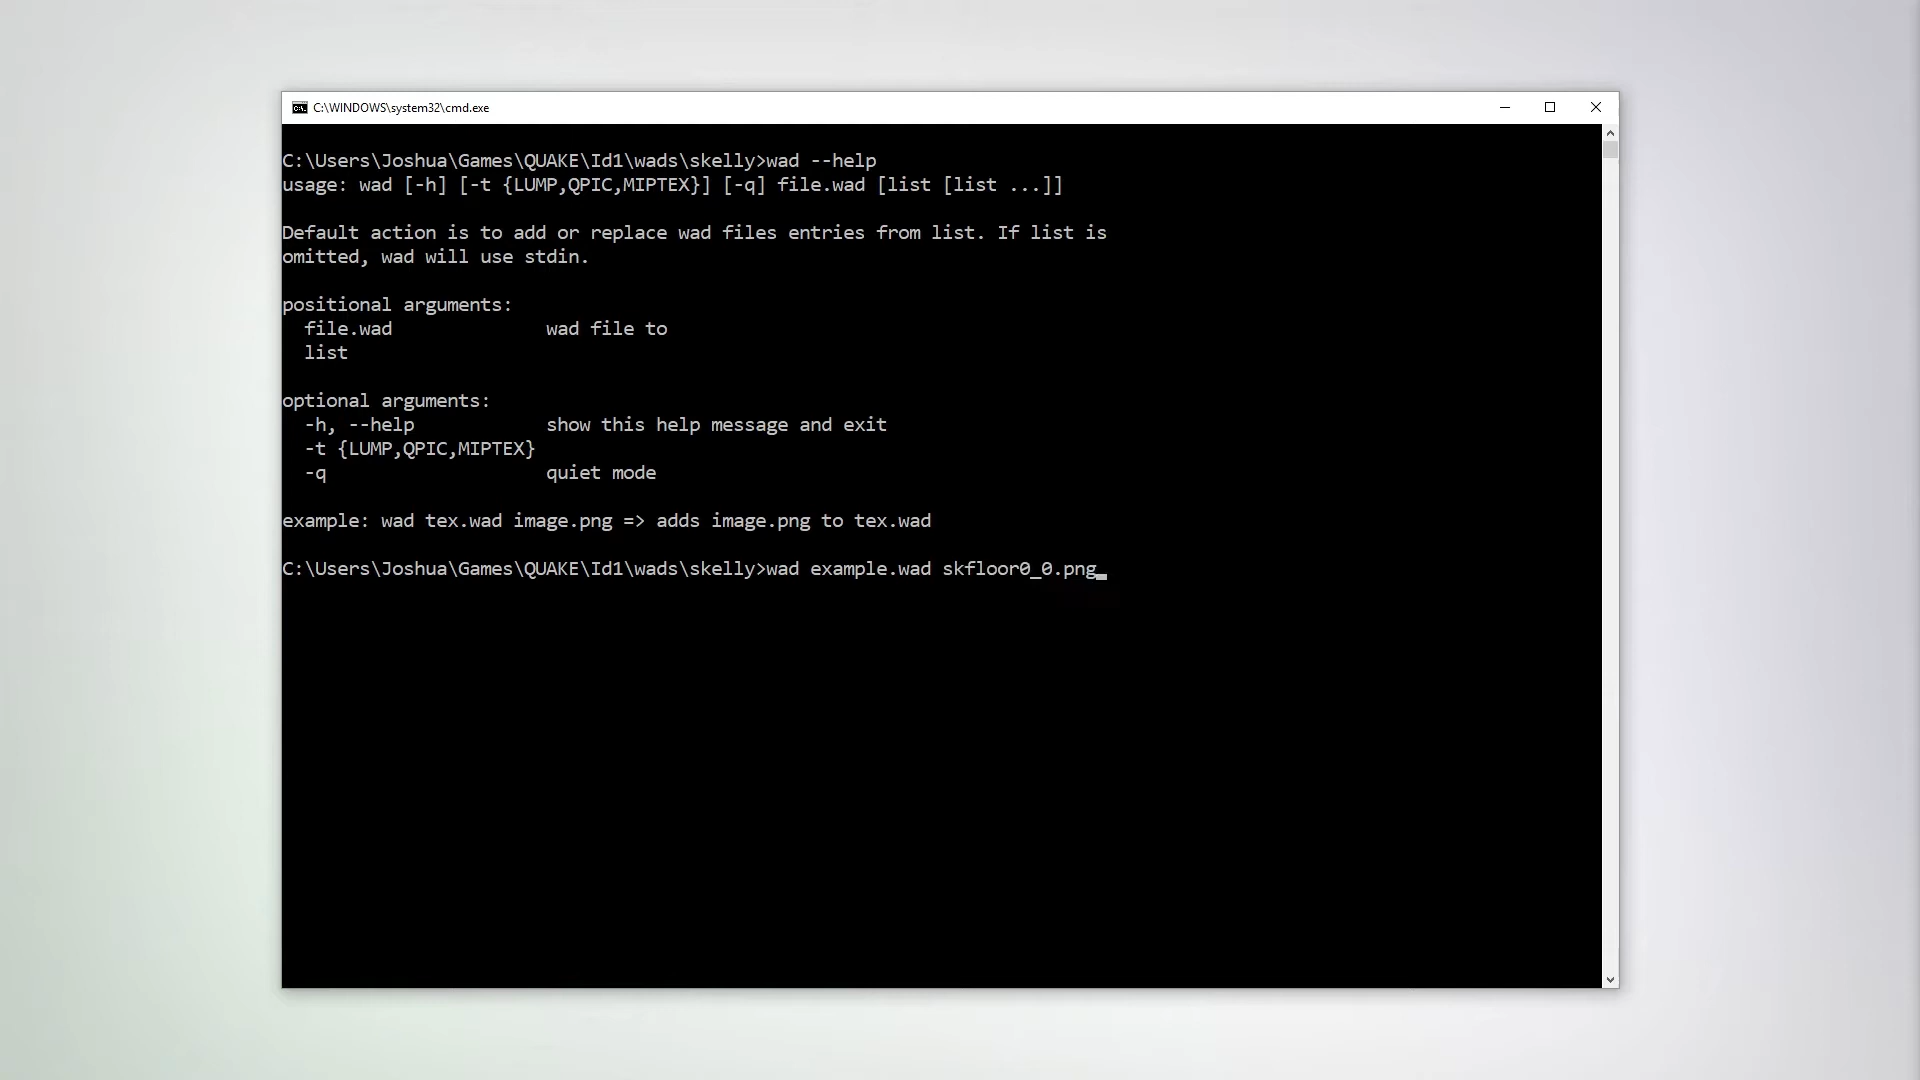 C:\WINDOWS\system32\cmd.exe
C:\Users\Joshua\Games\QUAKE\Id1\wads\skelly>wad --help
usage: wad [-h] [-t {LUMP,QPIC,MIPTEX}] [-q] file.wad [list [list ...]]
Default action is to add or replace wad files entries from list. If list is
omitted, wad will use stdin.
positional arguments:
  file.wad              wad file to
  list
optional arguments:
  -h, --help            show this help message and exit
  -t {LUMP,QPIC,MIPTEX}
  -q                    quiet mode
example: wad tex.wad image.png => adds image.png to tex.wad
C:\Users\Joshua\Games\QUAKE\Id1\wads\skelly>wad example.wad skfloor0_0.png